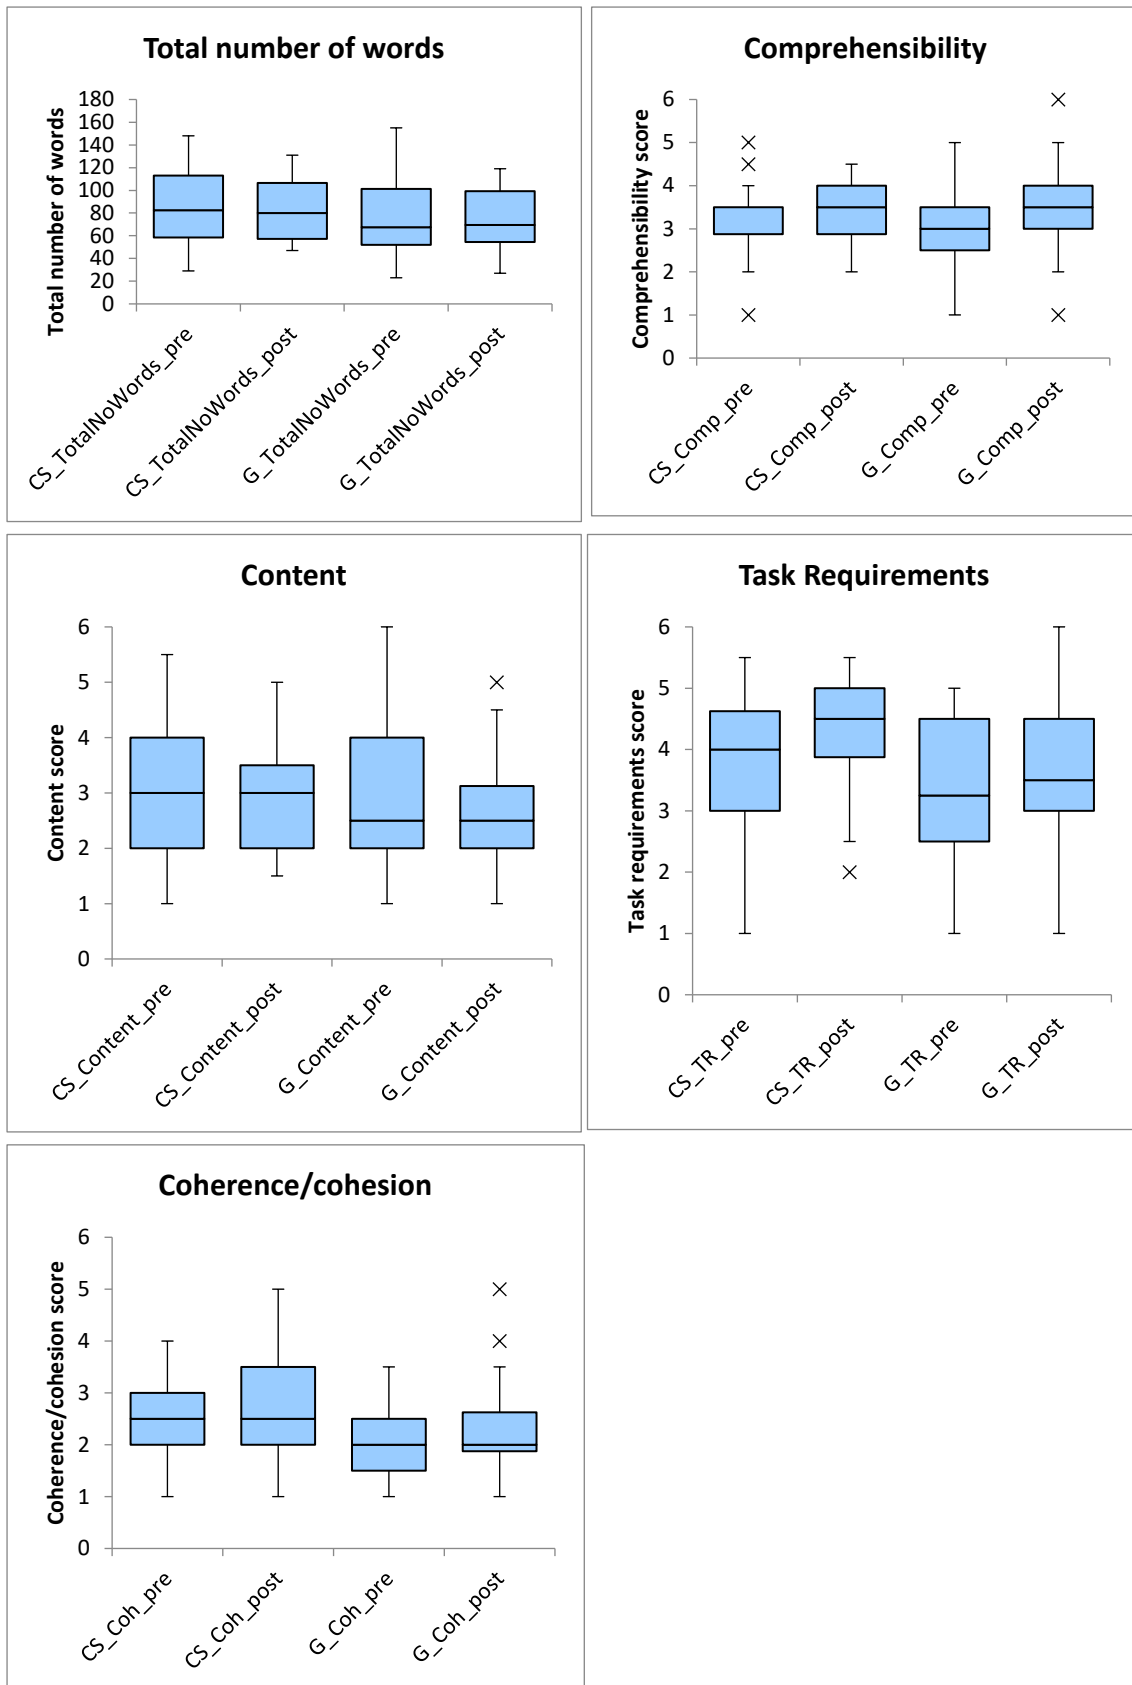 Total number of words
Total number of words
180
160
140
120
100
80
60
40
20
0
CS_TotalNoWords_pre
CS_TotalNoWords_post
G_TotalNoWords_pre
G_TotalNoWords_post
Comprehensibility
Comprehensibility score
6
5
4
3
2
1
0
CS_Comp_pre
CS_Comp_post
G_Comp_pre
G_Comp_post
Content
Content score
6
5
4
3
2
1
0
CS_Content_pre
CS_Content_post
G_Content_pre
G_Content_post
Task Requirements
Task requirements score
6
5
4
3
2
1
0
CS_TR_pre
CS_TR_post
G_TR_pre
G_TR_post
Coherence/cohesion
Coherence/cohesion score
6
5
4
3
2
1
0
CS_Coh_pre
CS_Coh_post
G_Coh_pre
G_Coh_post